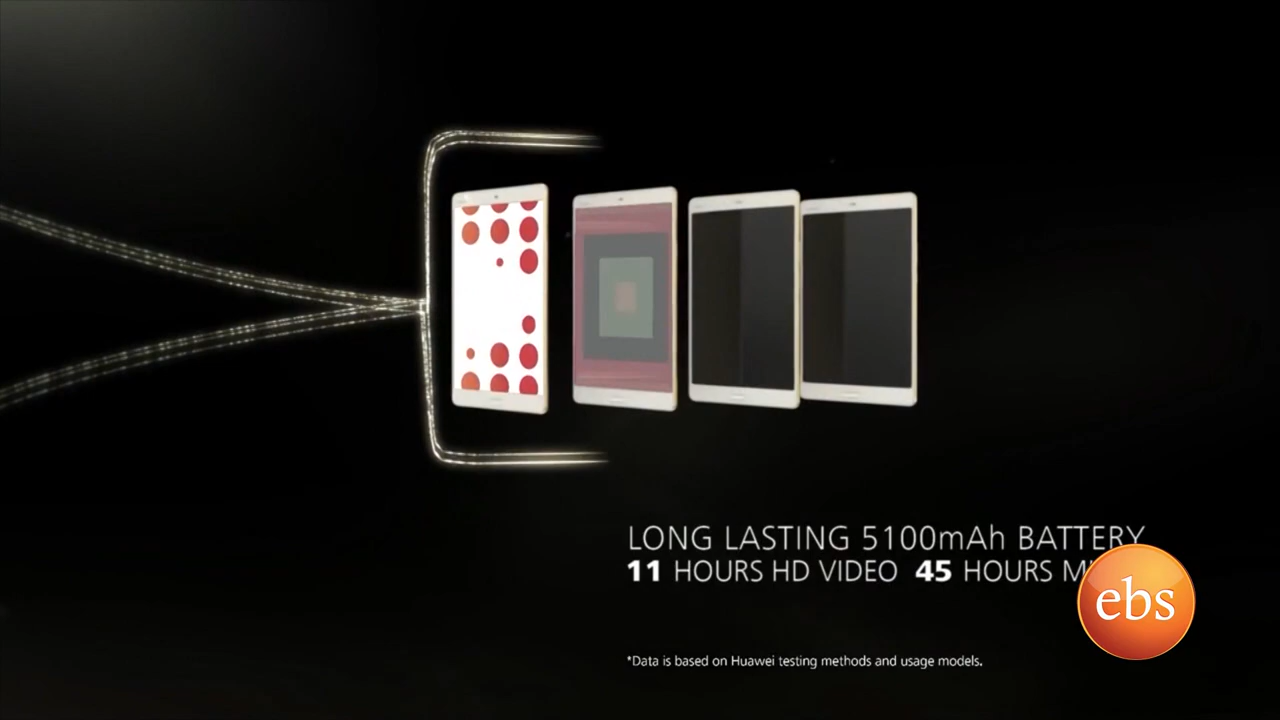 LONG LASTING 5100mAh BATTERY
11 HOURS HD VIDEO 45 HOURS
ebs
*Data is based on Huawei testing methods and usage models.